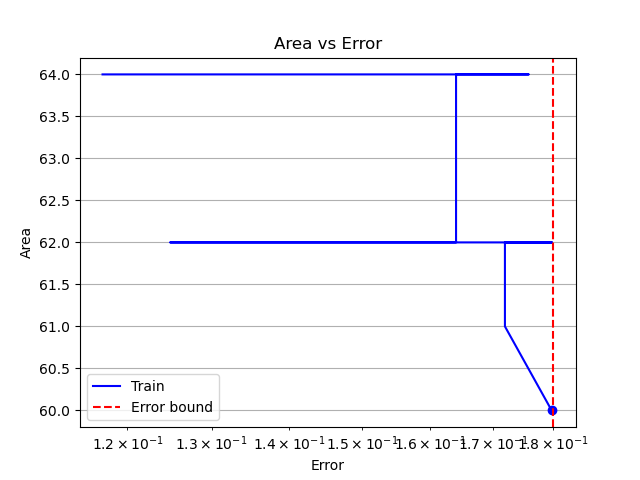 Area vs Error
64.0
63.5
63.0
62.5
62.0
61.5
61.0
60.5
60.0
Area
Train
Error bound
1.2 × 10⁻¹ 1.3 × 10⁻¹ 1.4 × 10⁻¹ 1.5 × 10⁻¹ 1.6 × 10⁻¹ 1.7 × 10⁻¹ 1.8 × 10⁻¹
Error